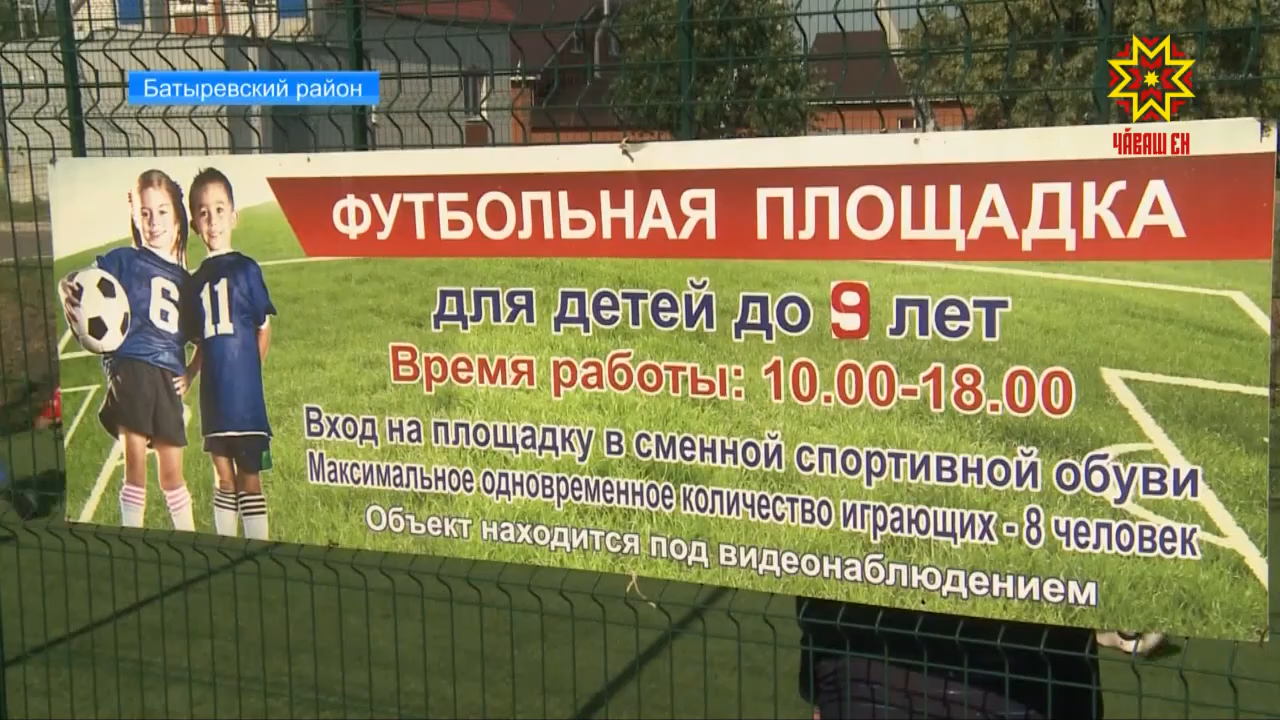 Батыревский район
ЧӐВАШ ЕН
ФУТБОЛЬНАЯ ПЛОЩАДКА
для детей до 9 лет
Время работы: 10.00-18.00
Вход на площадку в сменной спортивной обуви
Максимальное одновременное количество играющих - 8 человек
Объект находится под видеонаблюдением
6
11